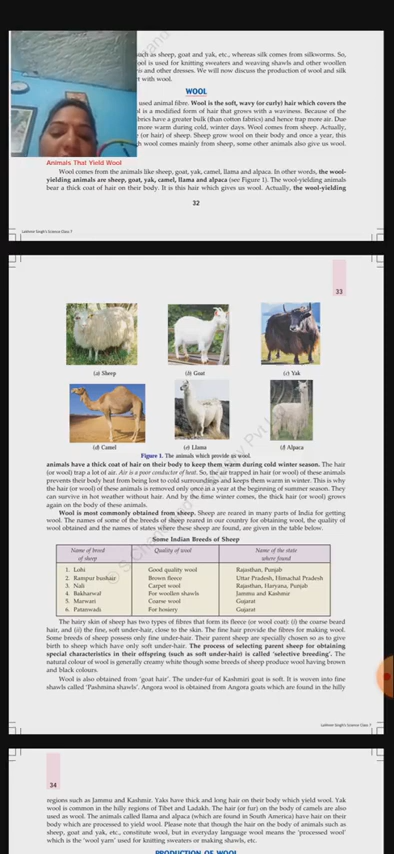 such as sheep, goat and yak, etc., whereas silk comes from silkworms. So,
ool is used for knitting sweaters and weaving shawls and other woollen
is and other dresses. We will now discuss the production of wool and silk
t with wool.
WOOL
used animal fibre. Wool is the soft, wavy (or curly) hair which covers the
l is a modified form of hair that grows with a waviness. Because of the
brics have a greater bulk (than cotton fabrics) and hence trap more air. Due
more warm during cold, winter days. Wool comes from sheep. Actually,
(or hair) of sheep. Sheep grow wool on their body and once a year, this
h wool comes mainly from sheep, some other animals also give us wool.
Animals That Yield Wool
Wool comes from the animals like sheep, goat, yak, camel, llama and alpaca. In other words, the wool-
yielding animals are sheep, goat, yak, camel, llama and alpaca (see Figure 1). The wool-yielding animals
bear a thick coat of hair on their body. It is this hair which gives us wool. Actually, the wool-yielding
32
Lakhmir Singh's Science Class 7
33
(a) Sheep
(b) Goat
(c) Yak
(d) Camel
(e) Llama
(f) Alpaca
Figure 1. The animals which provide us wool.
animals have a thick coat of hair on their body to keep them warm during cold winter season. The hair
(or wool) trap a lot of air. Air is a poor conductor of heat. So, the air trapped in hair (or wool) of these animals
prevents their body heat from being lost to cold surroundings and keeps them warm in winter. This is why
the hair (or wool) of these animals is removed only once in a year at the beginning of summer season. They
can survive in hot weather without hair. And by the time winter comes, the thick hair (or wool) grows
again on the body of these animals.
Wool is most commonly obtained from sheep. Sheep are reared in many parts of India for getting
wool. The names of some of the breeds of sheep reared in our country for obtaining wool, the quality of
wool obtained and the names of states where these sheep are found, are given in the table below.
Some Indian Breeds of Sheep
Name of breed of sheep Quality of wool Name of the state where found
1. Lohi Good quality wool Rajasthan, Punjab
2. Rampur bushair Brown fleece Uttar Pradesh, Himachal Pradesh
3. Nali Carpet wool Rajasthan, Haryana, Punjab
4. Bakharwal For woollen shawls Jammu and Kashmir
5. Marwari Coarse wool Gujarat
6. Patanwadi For hosiery Gujarat
The hairy skin of sheep has two types of fibres that form its fleece (or wool coat): (i) the coarse beard
hair, and (ii) the fine, soft under-hair, close to the skin. The fine hair provide the fibres for making wool.
Some breeds of sheep possess only fine under-hair. Their parent sheep are specially chosen so as to give
birth to sheep which have only soft under-hair. The process of selecting parent sheep for obtaining
special characteristics in their offspring (such as soft under-hair) is called 'selective breeding'. The
natural colour of wool is generally creamy white though some breeds of sheep produce wool having brown
and black colours.
Wool is also obtained from 'goat hair'. The under-fur of Kashmiri goat is soft. It is woven into fine
shawls called 'Pashmina shawls'. Angora wool is obtained from Angora goats which are found in the hilly
Lakhmir Singh's Science Class 7
34
regions such as Jammu and Kashmir. Yaks have thick and long hair on their body which yield wool. Yak
wool is common in the hilly regions of Tibet and Ladakh. The hair (or fur) on the body of camels are also
used as wool. The animals called llama and alpaca (which are found in South America) have hair on their
body which are processed to yield wool. Please note that though the hair on the body of animals such as
sheep, goat and yak, etc., constitute wool, but in everyday language wool means the 'processed wool'
which is the 'wool yarn' used for knitting sweaters or making shawls, etc.
PRODUCTION OF WOOL